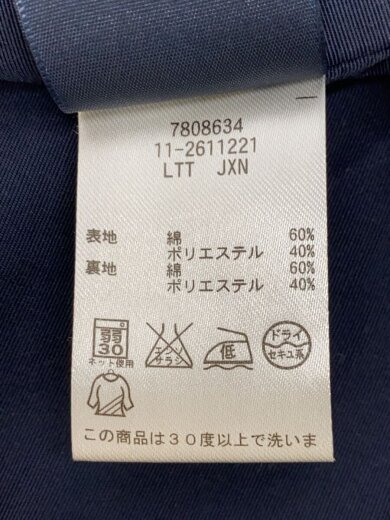 7808634
11-2611221
LTT JXN
表地 綿 60%
ポリエステル 40%
裏地 綿 60%
ポリエステル 40%
弱 30 エンソ サラシ 低 ドライ セキユ系
ネット使用
この商品は30度以上で洗いま